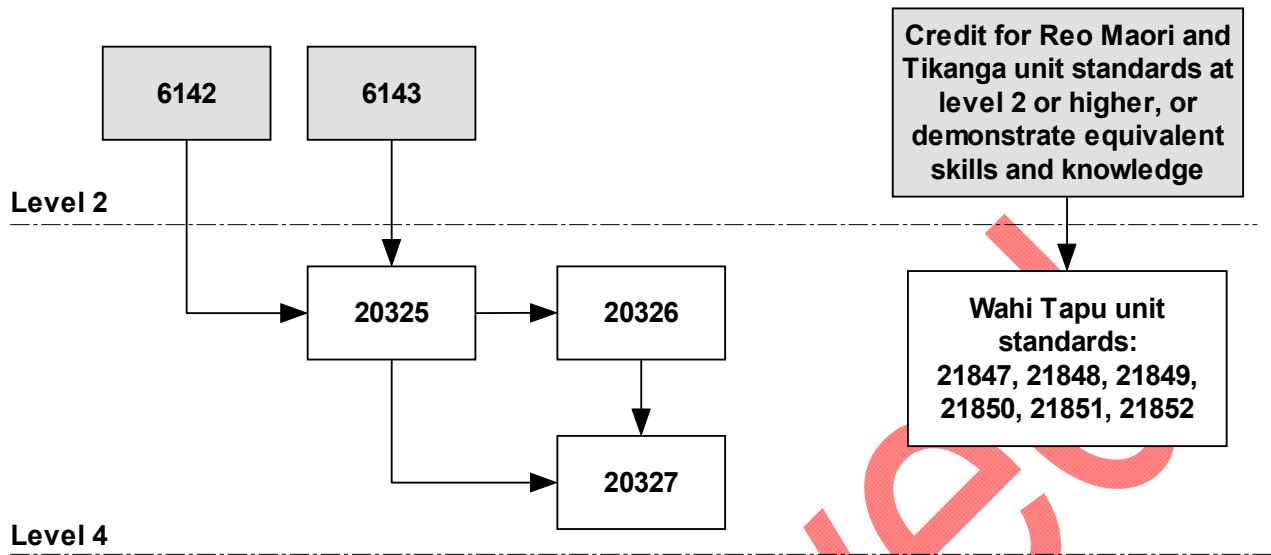 6142
6143
Credit for Reo Maori and
Tikanga unit standards at
level 2 or higher, or
demonstrate equivalent
skills and knowledge
Level 2
20325
20326
Wahi Tapu unit
standards:
21847, 21848, 21849,
21850, 21851, 21852
20327
Level 4